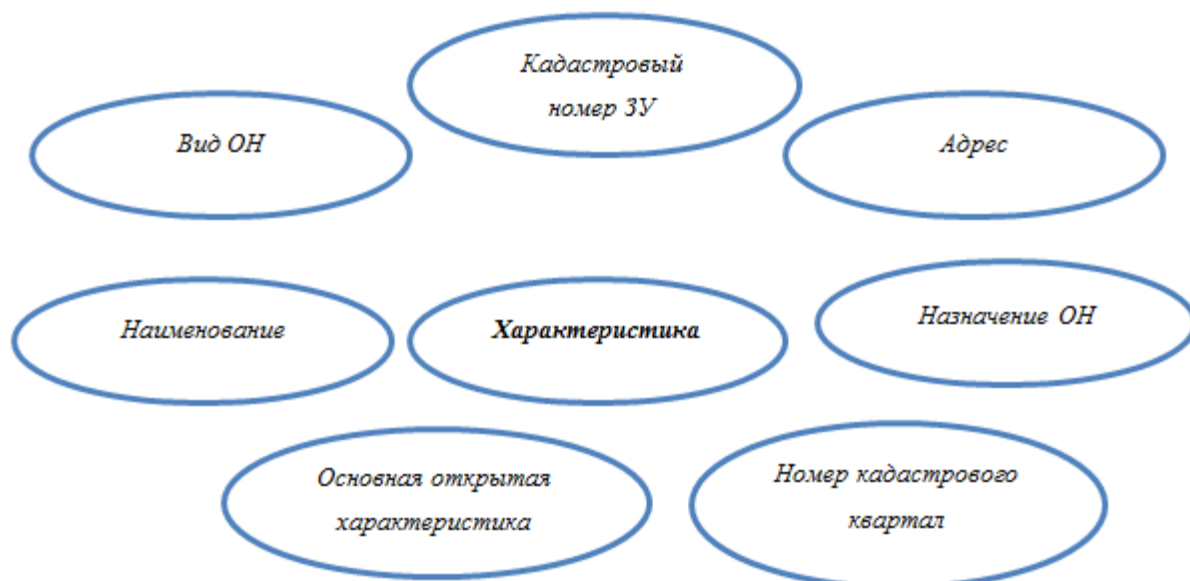 Кадастровый
номер ЗУ
Вид ОН
Адрес
Наименование
Характеристика
Назначение ОН
Основная открытая
характеристика
Номер кадастрового
квартал